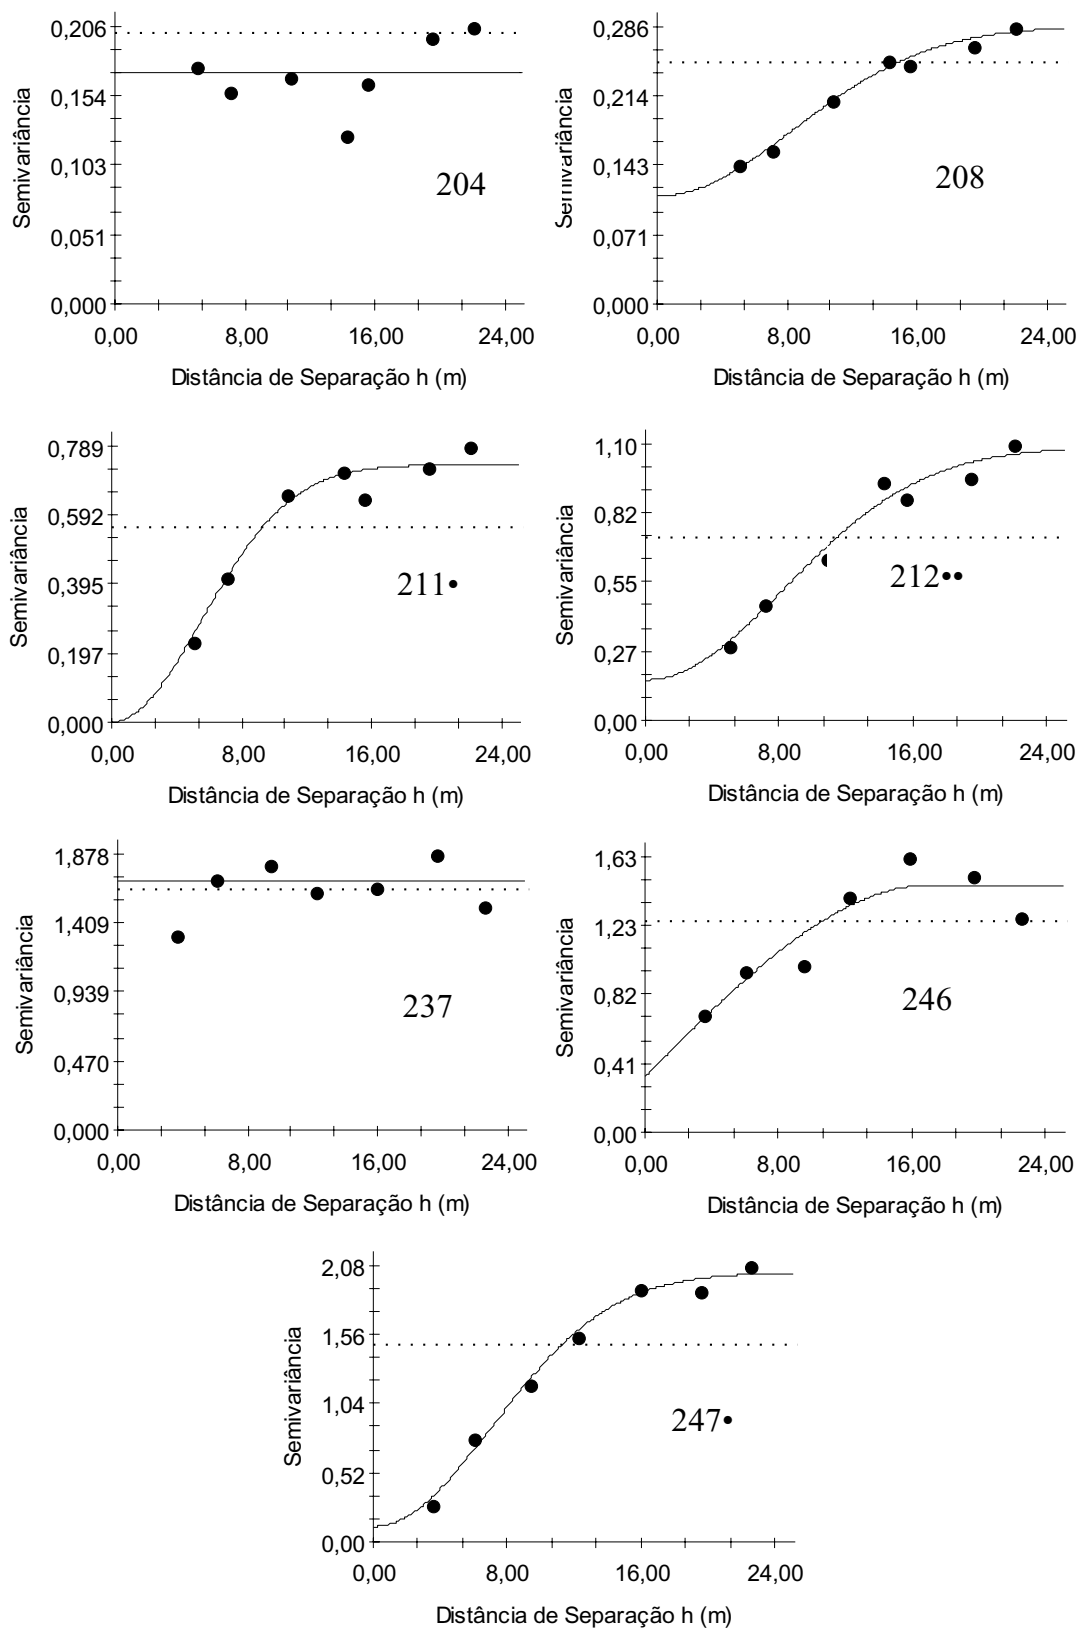 0,206
0,154
0,103
0,051
0,000
Semivariância
204
0,00 8,00 16,00 24,00
Distância de Separação h (m)
0,286
0,214
0,143
0,071
0,000
Semivariância
208
0,00 8,00 16,00 24,00
Distância de Separação h (m)
0,789
0,592
0,395
0,197
0,000
Semivariância
211•
0,00 8,00 16,00 24,00
Distância de Separação h (m)
1,10
0,82
0,55
0,27
0,00
Semivariância
212••
0,00 8,00 16,00 24,00
Distância de Separação h (m)
1,878
1,409
0,939
0,470
0,000
Semivariância
237
0,00 8,00 16,00 24,00
Distância de Separação h (m)
1,63
1,23
0,82
0,41
0,00
Semivariância
246
0,00 8,00 16,00 24,00
Distância de Separação h (m)
2,08
1,56
1,04
0,52
0,00
Semivariância
247•
0,00 8,00 16,00 24,00
Distância de Separação h (m)